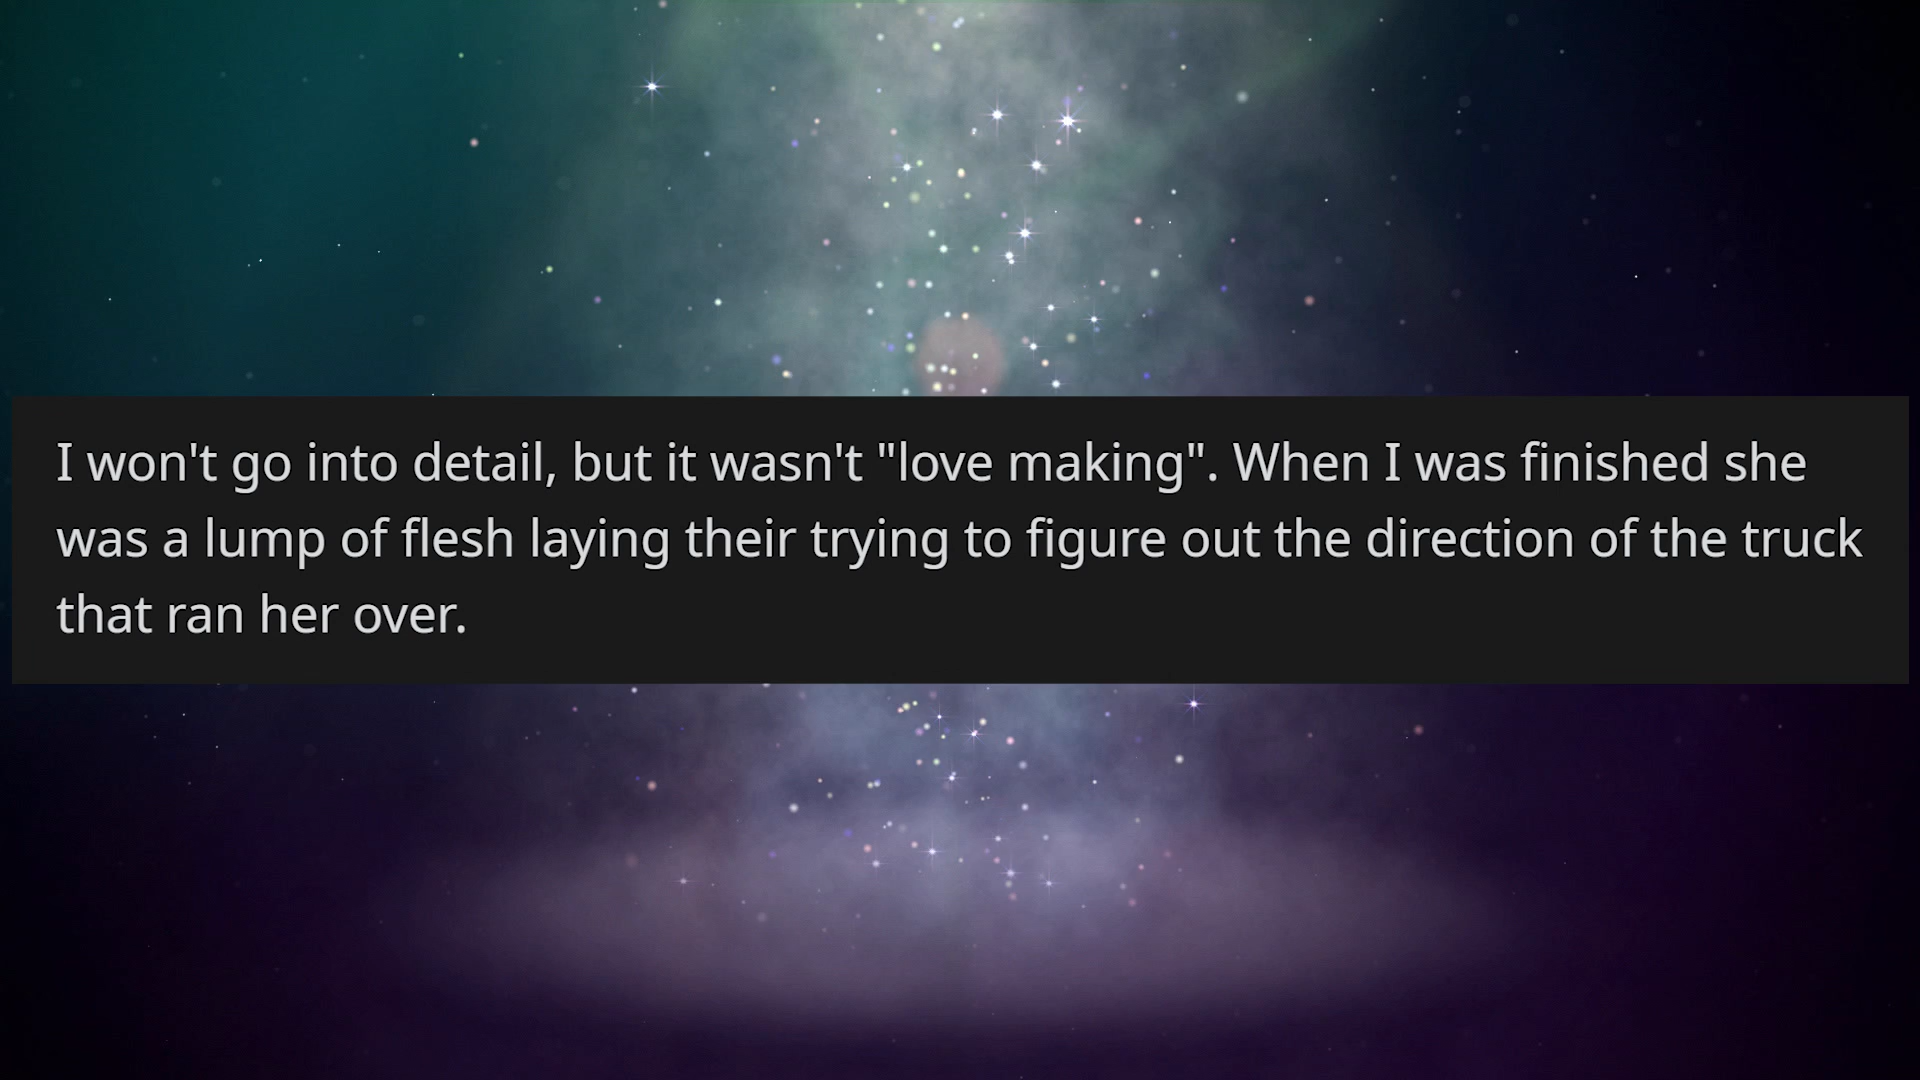 I won't go into detail, but it wasn't "love making". When I was finished she
was a lump of flesh laying their trying to figure out the direction of the truck
that ran her over.